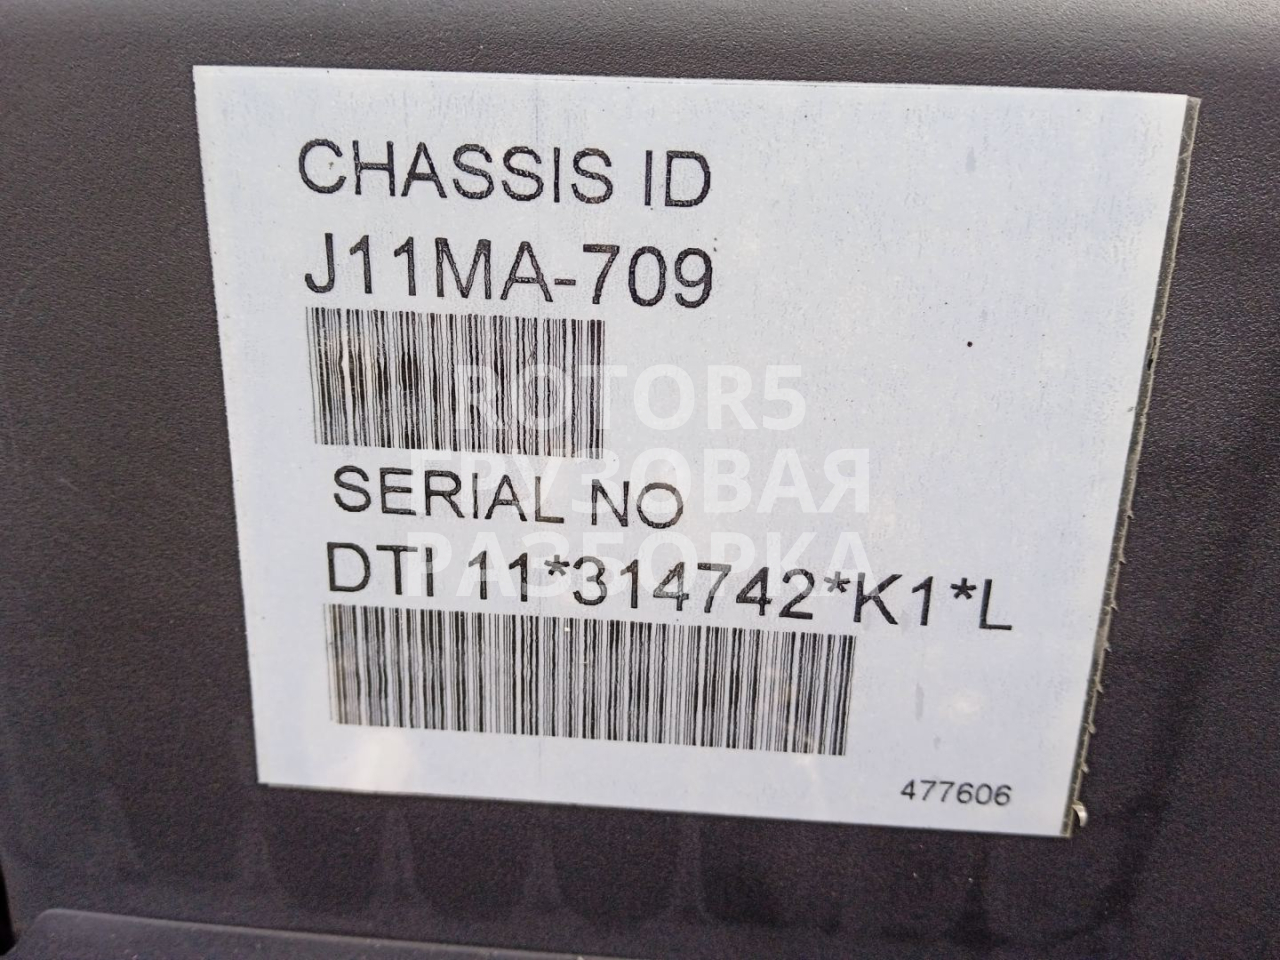 CHASSIS ID
J11MA-709
ROTOR5
ГРУЗОВАЯ
SERIAL NO
РАЗБОРКА
DTI 11*314742*K1*L
477606